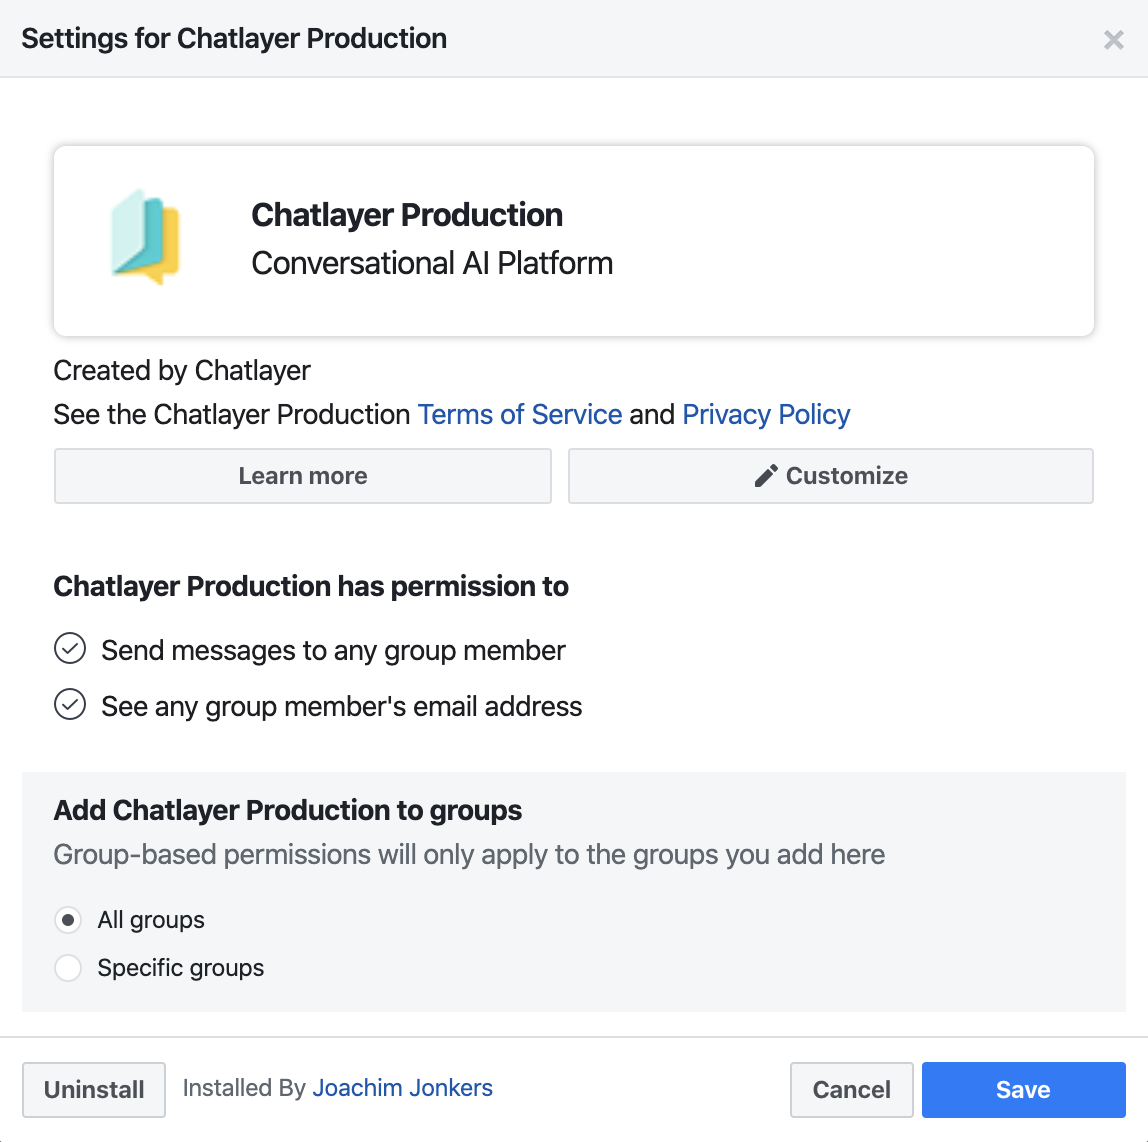 Settings for Chatlayer Production
Chatlayer Production
Conversational AI Platform
Created by Chatlayer
See the Chatlayer Production Terms of Service and Privacy Policy
Learn more
Customize
Chatlayer Production has permission to
Send messages to any group member
See any group member's email address
Add Chatlayer Production to groups
Group-based permissions will only apply to the groups you add here
All groups
Specific groups
Uninstall Installed By Joachim Jonkers Cancel Save